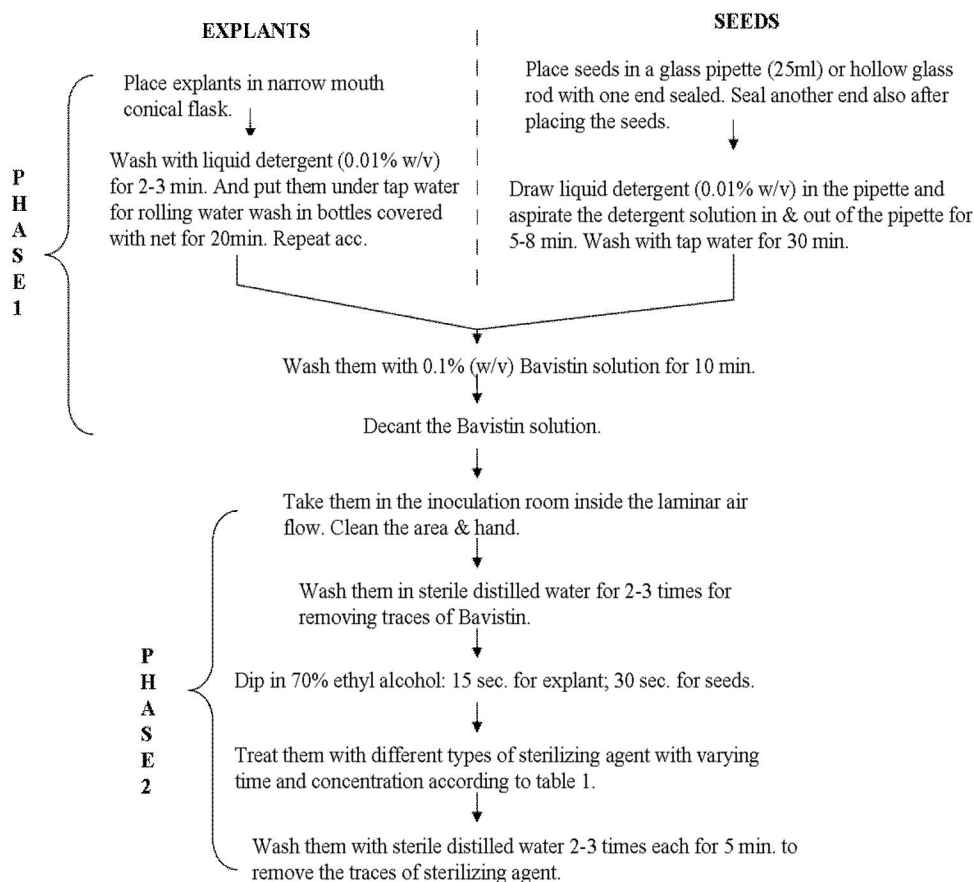 EXPLANTS
SEEDS
Place explants in narrow mouth
conical flask.
Place seeds in a glass pipette (25ml) or hollow glass
rod with one end sealed. Seal another end also after
placing the seeds.
Wash with liquid detergent (0.01% w/v)
for 2-3 min. And put them under tap water
for rolling water wash in bottles covered
with net for 20min. Repeat acc.
Draw liquid detergent (0.01% w/v) in the pipette and
aspirate the detergent solution in & out of the pipette for
5-8 min. Wash with tap water for 30 min.
P
H
A
S
E
1
Wash them with 0.1% (w/v) Bavistin solution for 10 min.
Decant the Bavistin solution.
Take them in the inoculation room inside the laminar air
flow. Clean the area & hand.
Wash them in sterile distilled water for 2-3 times for
removing traces of Bavistin.
Dip in 70% ethyl alcohol: 15 sec. for explant; 30 sec. for seeds.
Treat them with different types of sterilizing agent with varying
time and concentration according to table 1.
Wash them with sterile distilled water 2-3 times each for 5 min. to
remove the traces of sterilizing agent.
P
H
A
S
E
2